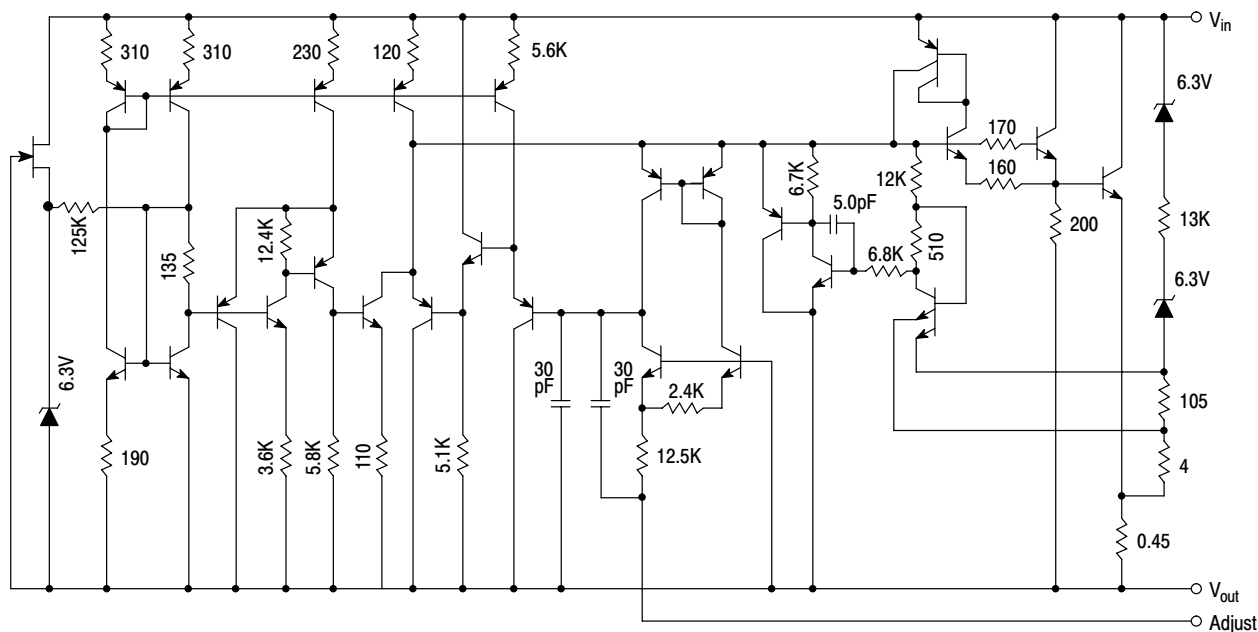 V_in
310
310
230
120
5.6K
6.3V
170
160
12K
6.7K
5.0pF
200
13K
125K
12.4K
135
6.8K
510
6.3V
6.3V
30
pF
30
pF
2.4K
105
190
3.6K
5.8K
110
5.1K
12.5K
4
0.45
V_out
Adjust